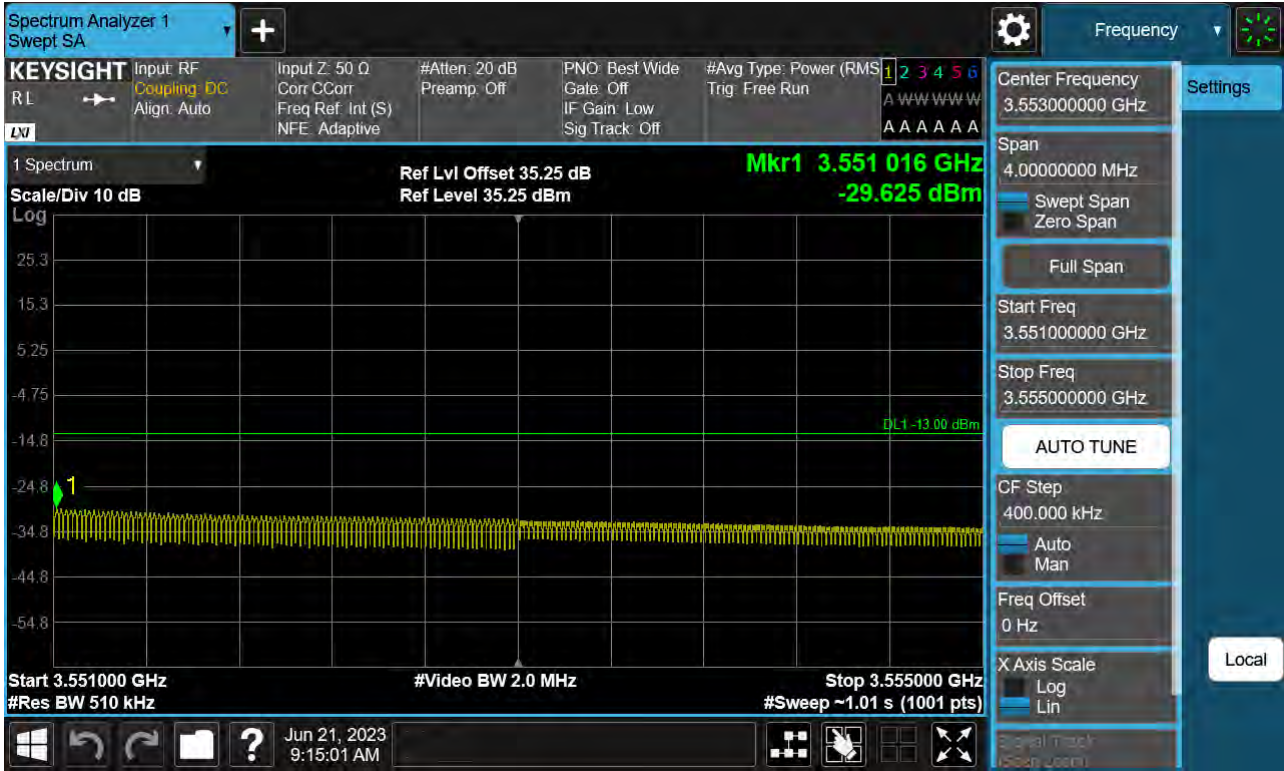 Spectrum Analyzer 1
Swept SA
Frequency
KEYSIGHT
R L
LXI
Input: RF
Coupling: DC
Align: Auto
Input Z: 50 Ω
Corr CCorr
Freq Ref: Int (S)
NFE: Adaptive
#Atten: 20 dB
Preamp: Off
PNO: Best Wide
Gate: Off
IF Gain: Low
Sig Track: Off
#Avg Type: Power (RMS
Trig: Free Run
1 2 3 4 5 6
A W W W W W
A A A A A A
1 Spectrum
Scale/Div 10 dB
Ref Lvl Offset 35.25 dB
Ref Level 35.25 dBm
Mkr1 3.551 016 GHz
-29.625 dBm
Log
25.3
15.3
5.25
-4.75
DL1 -13.00 dBm
-14.8
-24.8
1
-34.8
-44.8
-54.8
Start 3.551000 GHz
#Video BW 2.0 MHz
Stop 3.555000 GHz
#Res BW 510 kHz
#Sweep ~1.01 s (1001 pts)
Center Frequency
3.553000000 GHz
Settings
Span
4.00000000 MHz
Swept Span
Zero Span
Full Span
Start Freq
3.551000000 GHz
Stop Freq
3.555000000 GHz
AUTO TUNE
CF Step
400.000 kHz
Auto
Man
Freq Offset
0 Hz
X Axis Scale
Log
Lin
Local
Signal Track
(Span Zoom)
?
Jun 21, 2023
9:15:01 AM